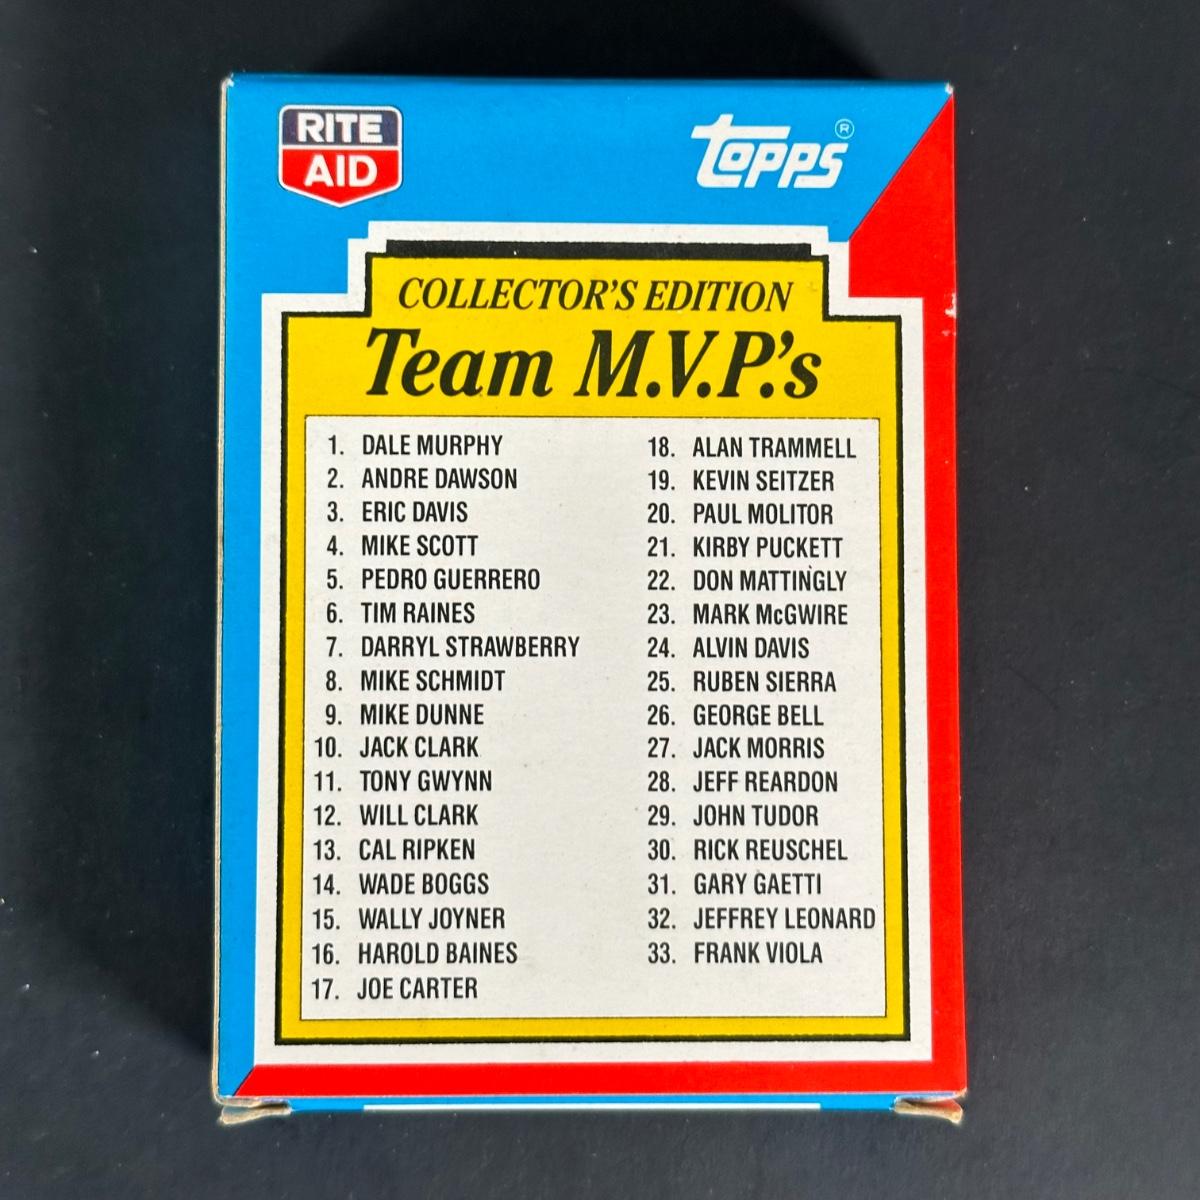 RITE
AID
TOPPS®
COLLECTOR'S EDITION
Team M.V.P.'s
1. DALE MURPHY
2. ANDRE DAWSON
3. ERIC DAVIS
4. MIKE SCOTT
5. PEDRO GUERRERO
6. TIM RAINES
7. DARRYL STRAWBERRY
8. MIKE SCHMIDT
9. MIKE DUNNE
10. JACK CLARK
11. TONY GWYNN
12. WILL CLARK
13. CAL RIPKEN
14. WADE BOGGS
15. WALLY JOYNER
16. HAROLD BAINES
17. JOE CARTER
18. ALAN TRAMMELL
19. KEVIN SEITZER
20. PAUL MOLITOR
21. KIRBY PUCKETT
22. DON MATTINGLY
23. MARK McGWIRE
24. ALVIN DAVIS
25. RUBEN SIERRA
26. GEORGE BELL
27. JACK MORRIS
28. JEFF REARDON
29. JOHN TUDOR
30. RICK REUSCHEL
31. GARY GAETTI
32. JEFFREY LEONARD
33. FRANK VIOLA